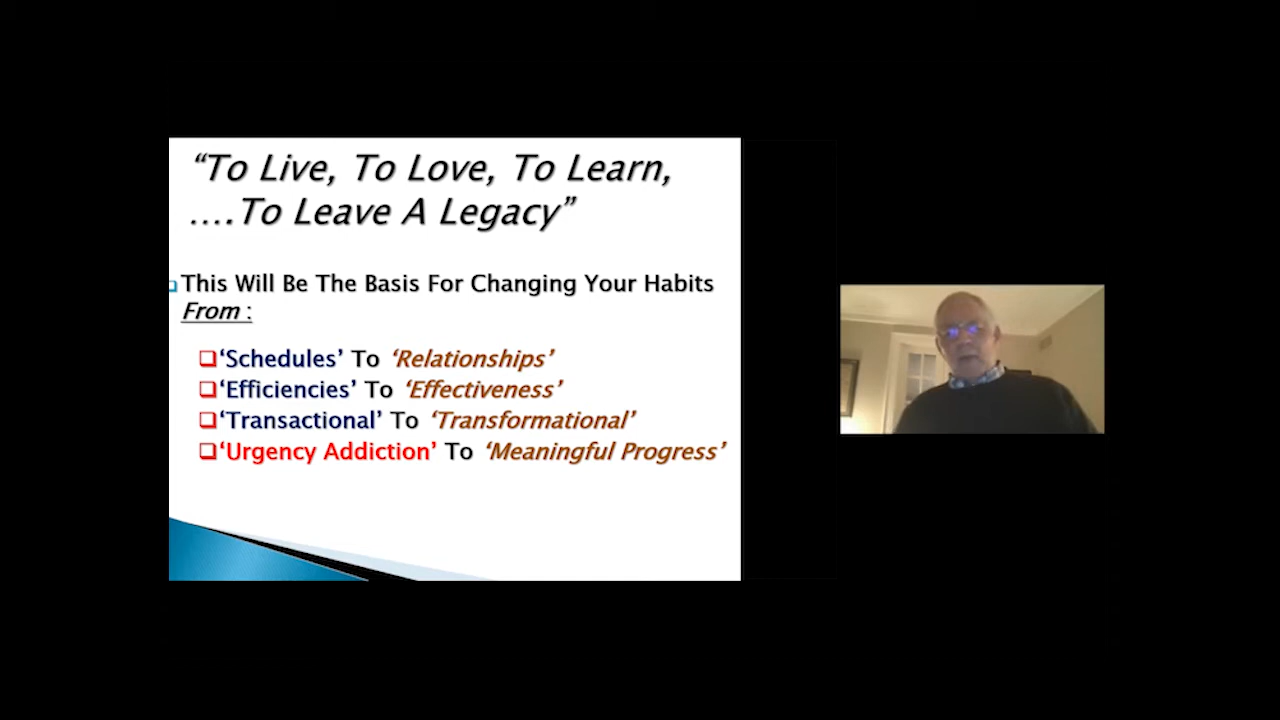 “To Live, To Love, To Learn,
….To Leave A Legacy”
This Will Be The Basis For Changing Your Habits
From :
‘Schedules’ To ‘Relationships’
‘Efficiencies’ To ‘Effectiveness’
‘Transactional’ To ‘Transformational’
‘Urgency Addiction’ To ‘Meaningful Progress’